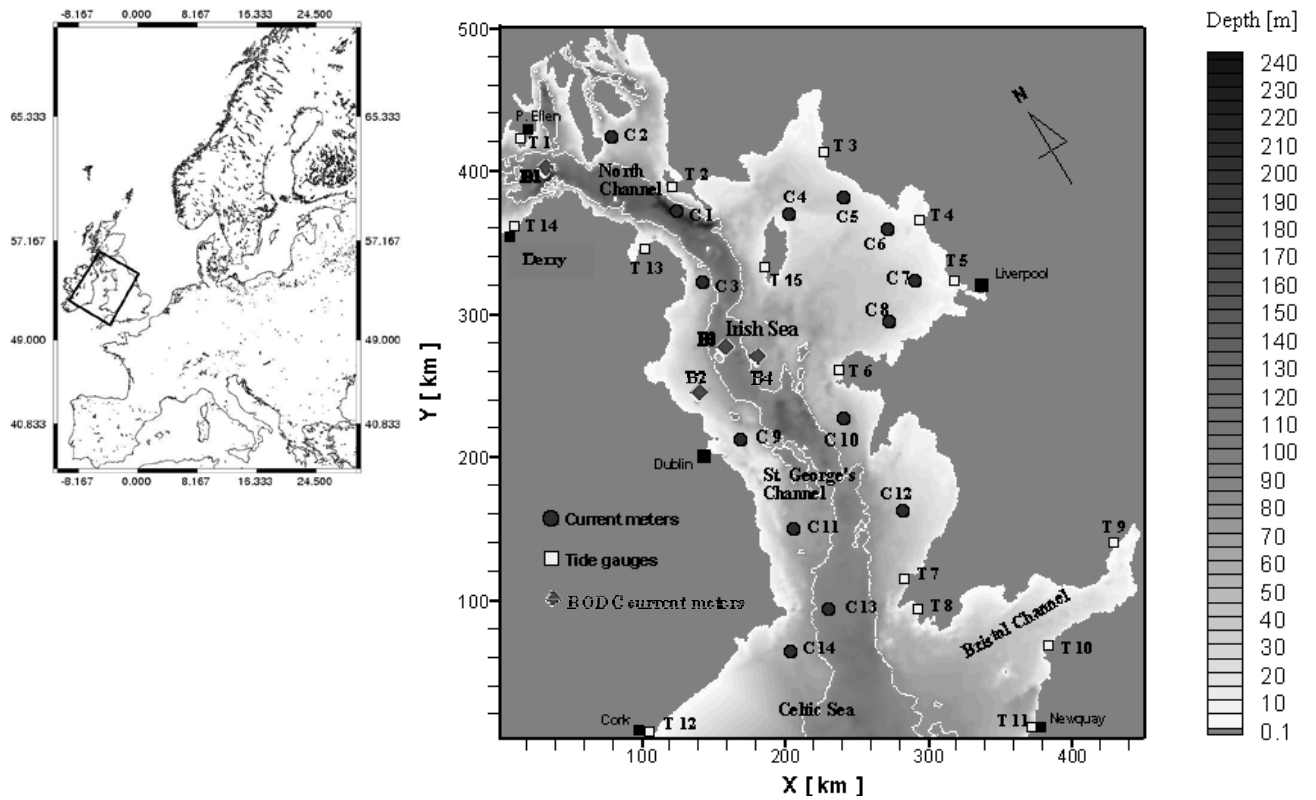 -8.167 0.000 8.167 16.333 24.500
65.333 65.333
57.167 57.167
49.000 49.000
40.833 40.833
-8.167 0.000 8.167 15.333 24.500
Depth [m]
240
230
220
210
200
190
180
170
160
150
140
130
120
110
100
90
80
70
60
50
40
30
20
10
0.1
500
400
300
200
100
Y [ km ]
N
P. Ellen
T 1
C 2
T 3
B1
North
Channel
T 2
C 1
C 4
C 5
T 4
C 6
T 14
Derry
T 13
T 15
T 5
C 7
Liverpool
C 3
C 8
Irish Sea
B2
B4
T 6
C 9
C 10
Dublin
St. George's
Channel
C 12
Current meters
C 11
T 9
Tide gauges
T 7
BODC current meters
C 13
T 8
Bristol Channel
C 14
T 10
Celtic Sea
Cork
T 12
T 11
Newquay
100 200 300 400
X [ km ]